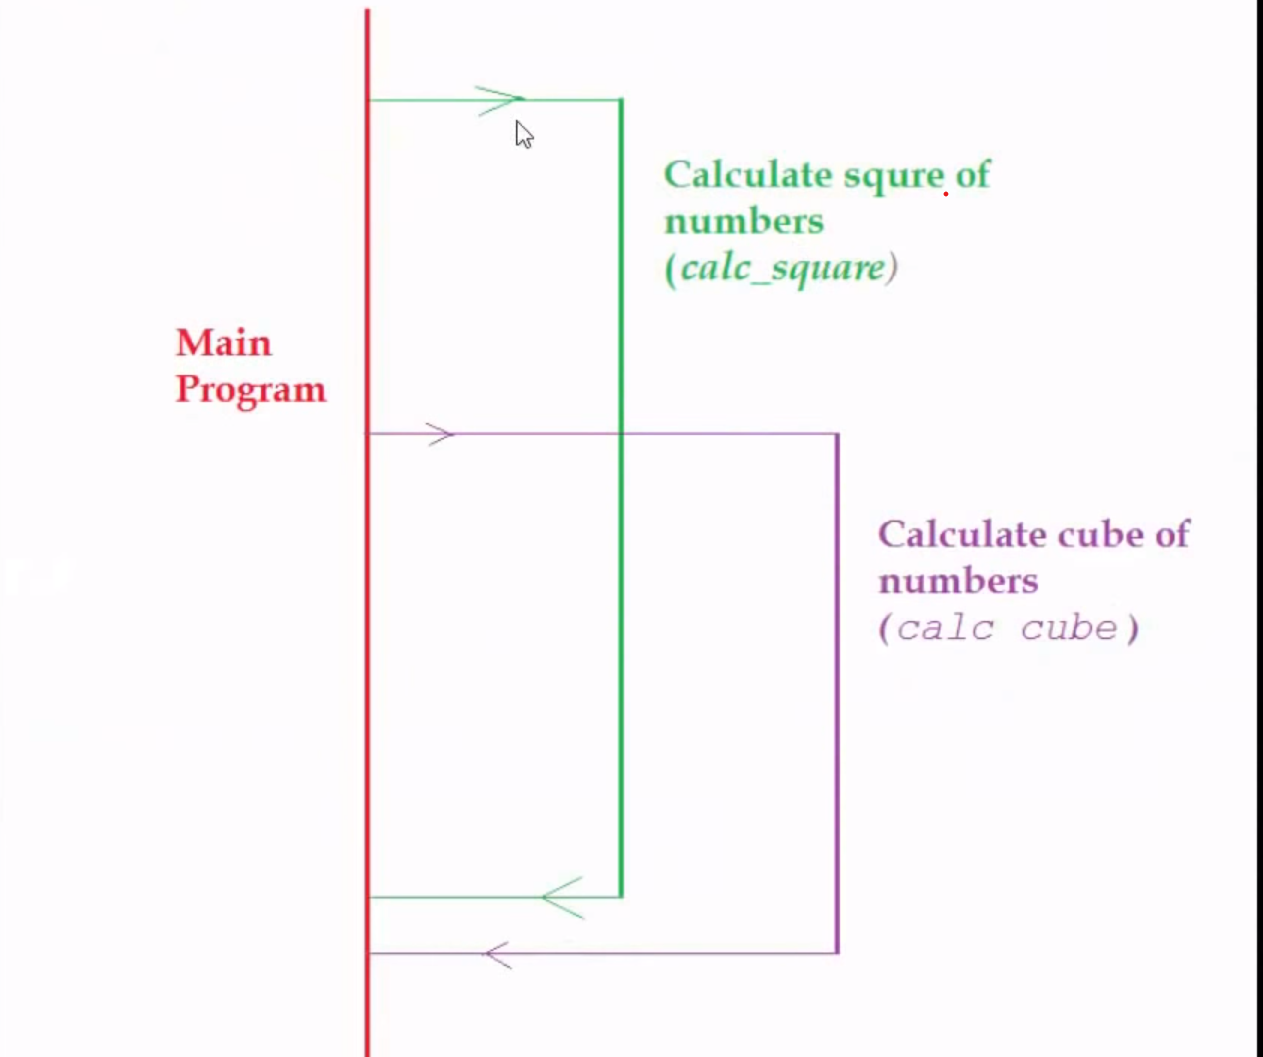 Calculate squre of
numbers
(calc_square)
Main
Program
Calculate cube of
numbers
(calc cube)